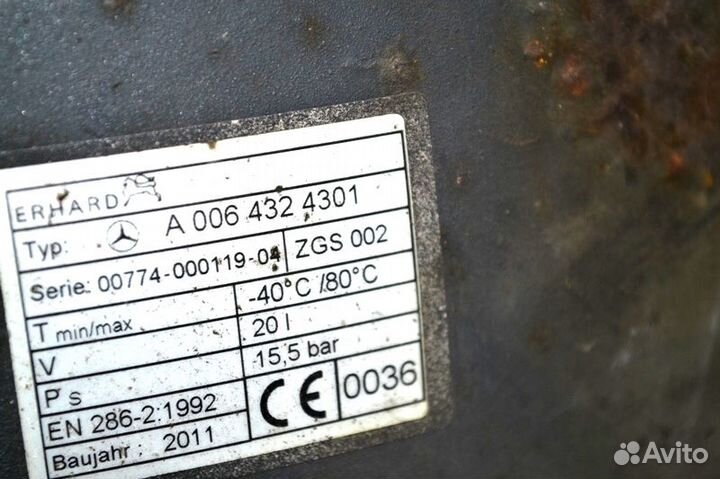 ERHARD
Typ: A 006 432 4301
Serie: 00774-000119-04 ZGS 002
T min/max -40°C /80°C
V 20 l
P s 15,5 bar
EN 286-2:1992 CE 0036
Baujahr: 2011
Avito